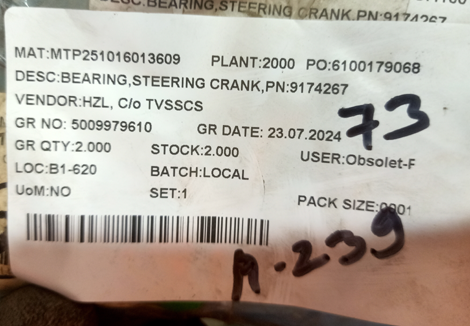 BEARING,STEERING CRANK,PN:9174267
MAT:MTP251016013609 PLANT:2000 PO:6100179068
DESC:BEARING,STEERING CRANK,PN:9174267
VENDOR:HZL, C/o TVSSCS
GR NO: 5009979610 GR DATE: 23.07.2024
73
GR QTY:2.000 STOCK:2.000 USER:Obsolet-F
LOC:B1-620 BATCH:LOCAL
UoM:NO SET:1 PACK SIZE:0001
A-239